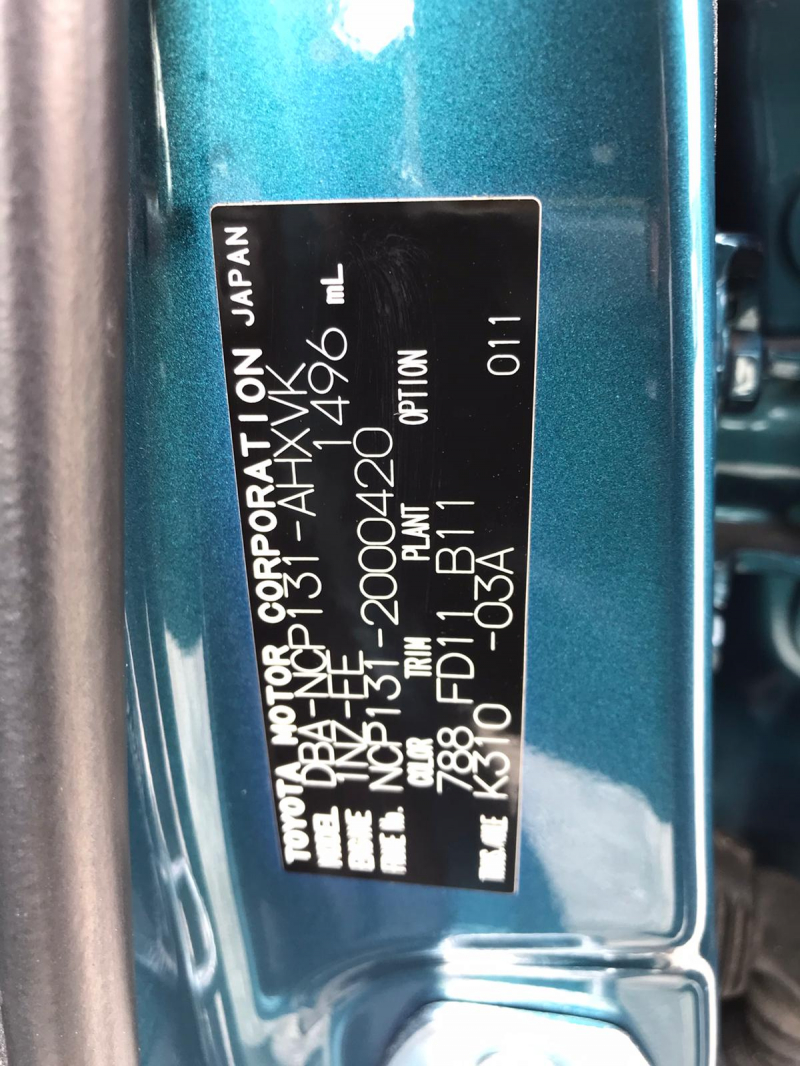 TOYOTA MOTOR CORPORATION JAPAN
MODEL DBA-NCP131-AHXVK
ENGINE 1NZ-FE 1496 mL
FRAME No. NCP131-2000420
COLOR TRIM PLANT OPTION
788 FD11 B11
TRANS./AXLE K310 -03A 011